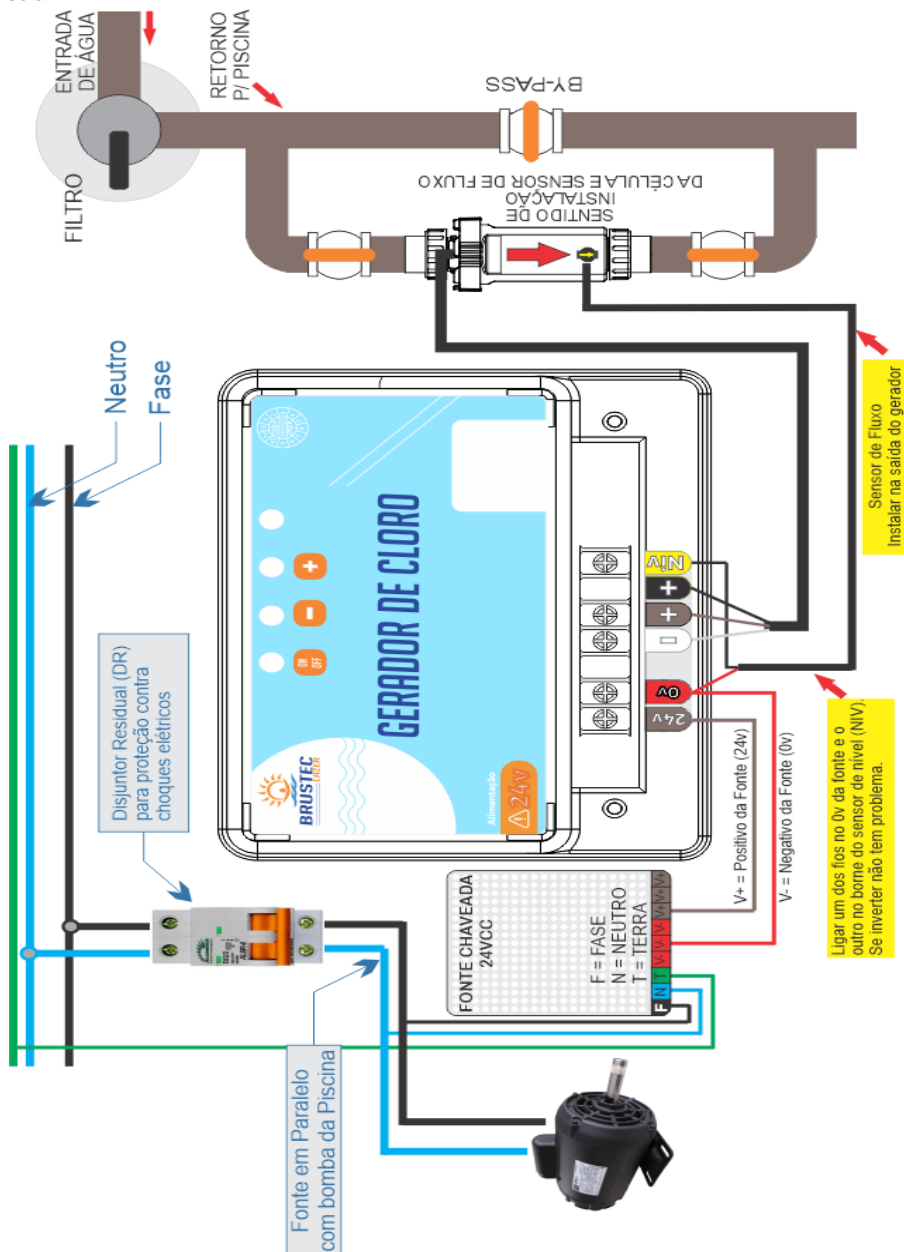 ENTRADA
DE ÁGUA
RETORNO
P/ PISCINA
FILTRO
BY-PASS
SENTIDO DE
INSTALAÇÃO
DA CÉLULA E SENSOR DE FLUXO
Neutro
Fase
Disjuntor Residual (DR)
para proteção contra
choques elétricos
Fonte em Paralelo
com bomba da Piscina
BRUSTEC
LAZER
GERADOR DE CLORO
ON
OFF
−
+
Alimentação
24v
24v
0v
−
+
+
Nív
FONTE CHAVEADA
24VCC
F = FASE
N = NEUTRO
T = TERRA
F N T V- V- V- V+ V+ V+
V+ = Positivo da Fonte (24v)
V- = Negativo da Fonte (0v)
Sensor de Fluxo
Instalar na saída do gerador
Ligar um dos fios no 0v da fonte e o
outro no borne do sensor de nível (NIV).
Se inverter não tem problema.